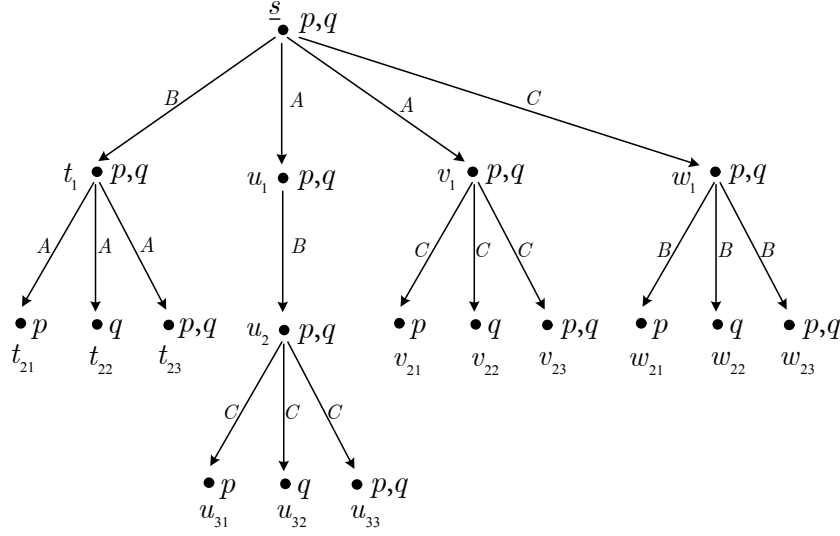 s p,q
B A A C
t₁ p,q u₁ p,q v₁ p,q w₁ p,q
A A A B C C C B B B
p q p,q u₂ p,q p q p,q p q p,q
t₂₁ t₂₂ t₂₃ v₂₁ v₂₂ v₂₃ w₂₁ w₂₂ w₂₃
C C C
p q p,q
u₃₁ u₃₂ u₃₃